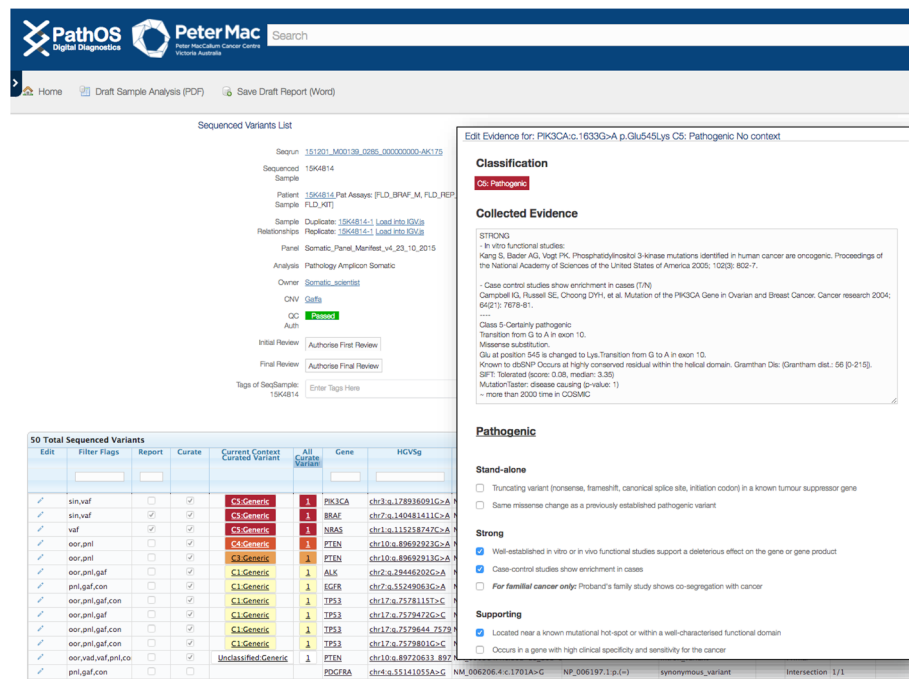 PathOS
Digital Diagnostics
Peter Mac
Peter MacCallum Cancer Centre
Victoria Australia
Search
Home
Draft Sample Analysis (PDF)
Save Draft Report (Word)
Sequenced Variants List
Seqrun 151201_M00139_0285_000000000-AK175
Sequenced Sample 15K4814
Patient Sample 15K4814 Pat Assays: [FLD_BRAF_M, FLD_REP,
FLD_KIT]
Sample Relationships Duplicate: 15K4814-1 Load into IGV.js
Replicate: 15K4814-1 Load into IGV.js
Panel Somatic_Panel_Manifest_v4_23_10_2015
Analysis Pathology Amplicon Somatic
Owner Somatic_scientist
CNV Gaffa
QC Passed
Auth
Initial Review Authorise First Review
Final Review Authorise Final Review
Tags of SeqSample: 15K4814 Enter Tags Here
50 Total Sequenced Variants
Edit Filter Flags Report Curate Current Context Curated Variant All Curate Variant Gene HGVSg
sin,vaf C5:Generic 1 PIK3CA chr3:g.178936091G>A
sin,vaf C5:Generic 1 BRAF chr7:g.140481411C>A
vaf C5:Generic 1 NRAS chr1:g.115258747C>A
oor,pnl C4:Generic 1 PTEN chr10:g.89692923G>A
oor,pnl C3:Generic 1 PTEN chr10:g.89692913G>A
oor,pnl,gaf C1:Generic 1 ALK chr2:g.29446202G>A
pnl,gaf,con C1:Generic 1 EGFR chr7:g.55249063G>A
oor,pnl,gaf,con C1:Generic 1 TP53 chr17:g.7578115T>C
oor,pnl,gaf C1:Generic 1 TP53 chr17:g.7579472G>C
oor,pnl,gaf,con C1:Generic 1 TP53 chr17:g.7579644_7579
oor,pnl,gaf,con C1:Generic 1 TP53 chr17:g.7579801G>C
oor,vad,vaf,pnl,co Unclassified:Generic 1 PTEN chr10:g.89720633_897
pnl,gaf,con PDGFRA chr4:g.55141055A>G NM_006206.4:c.1701A>G NP_006197.1:p.(=) synonymous_variant Intersection 1/1
Edit Evidence for: PIK3CA:c.1633G>A p.Glu545Lys C5: Pathogenic No context
Classification
C5: Pathogenic
Collected Evidence
STRONG
- In vitro functional studies:
Kang S, Bader AG, Vogt PK. Phosphatidylinositol 3-kinase mutations identified in human cancer are oncogenic. Proceedings of
the National Academy of Sciences of the United States of America 2005; 102(3): 802-7.
- Case control studies show enrichment in cases (T/N)
Campbell IG, Russell SE, Choong DYH, et al. Mutation of the PIK3CA Gene in Ovarian and Breast Cancer. Cancer research 2004;
64(21): 7678-81.
----
Class 5-Certainly pathogenic
Transition from G to A in exon 10.
Missense substitution.
Glu at position 545 is changed to Lys.Transition from G to A in exon 10.
Known to dbSNP Occurs at highly conserved residue within the helical domain. Gramthan Dis: (Grantham dist.: 56 [0-215]).
SIFT: Tolerated (score: 0.08, median: 3.35)
MutationTaster: disease causing (p-value: 1)
~ more than 2000 time in COSMIC
Pathogenic
Stand-alone
Truncating variant (nonsense, frameshift, canonical splice site, initiation codon) in a known tumour suppressor gene
Same missense change as a previously established pathogenic variant
Strong
Well-established in vitro or in vivo functional studies support a deleterious effect on the gene or gene product
Case-control studies show enrichment in cases
For familial cancer only: Proband's family study shows co-segregation with cancer
Supporting
Located near a known mutational hot-spot or within a well-characterised functional domain
Occurs in a gene with high clinical specificity and sensitivity for the cancer